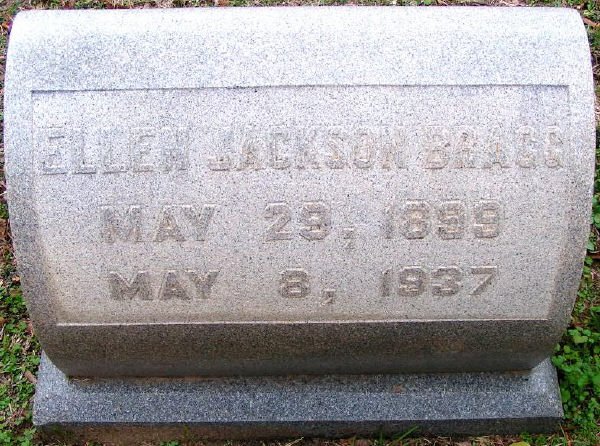 ELLEN JACKSON BRAGG
MAY 29, 1899
MAY 8, 1937